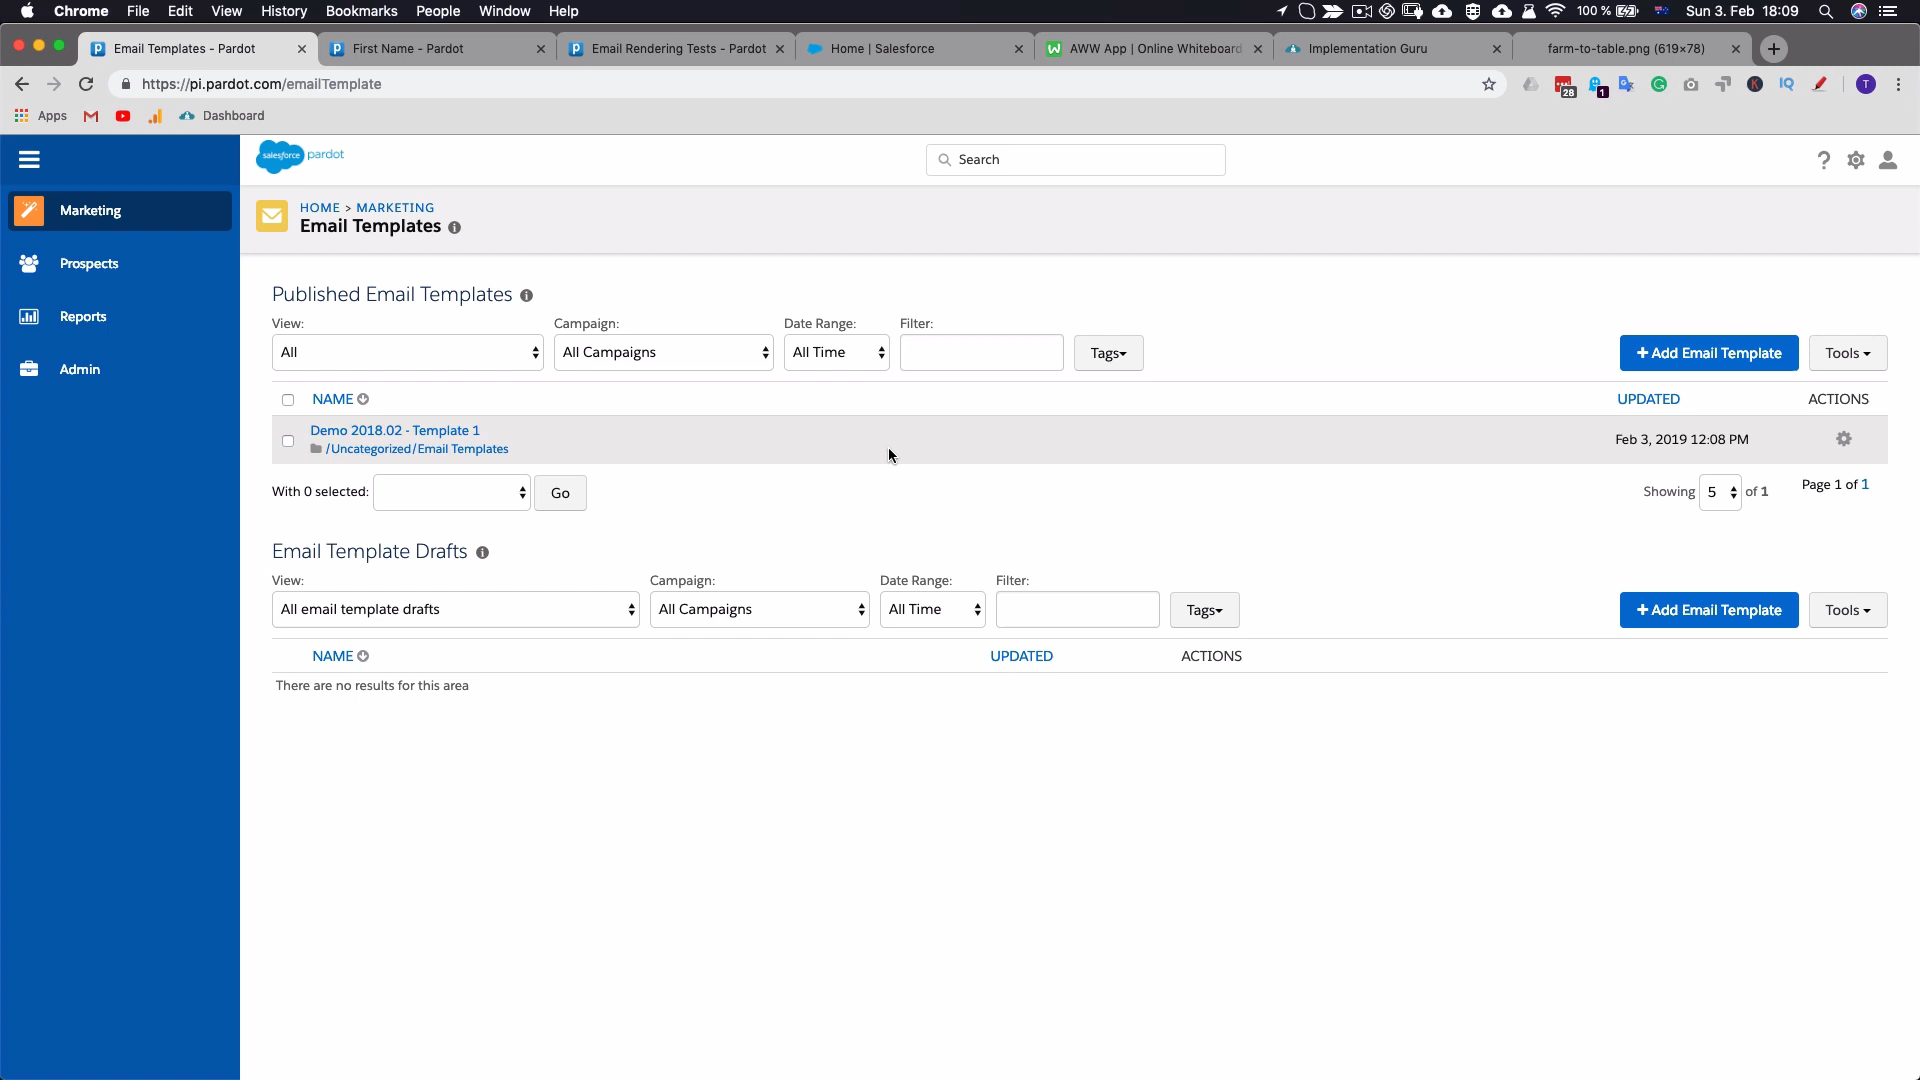 Chrome File Edit View History Bookmarks People Window Help 100 % Sun 3. Feb 18:09
Email Templates - Pardot First Name - Pardot Email Rendering Tests - Pardot Home | Salesforce AWW App | Online Whiteboard Implementation Guru farm-to-table.png (619×78)
https://pi.pardot.com/emailTemplate 28 1 K IQ T
Apps Dashboard
salesforce pardot Search
Marketing
HOME > MARKETING
Email Templates
Prospects
Reports
Admin
Published Email Templates
View: Campaign: Date Range: Filter:
All All Campaigns All Time Tags + Add Email Template Tools
NAME UPDATED ACTIONS
Demo 2018.02 - Template 1
/Uncategorized/Email Templates
Feb 3, 2019 12:08 PM
With 0 selected: Go Showing 5 of 1 Page 1 of 1
Email Template Drafts
View: Campaign: Date Range: Filter:
All email template drafts All Campaigns All Time Tags + Add Email Template Tools
NAME UPDATED ACTIONS
There are no results for this area